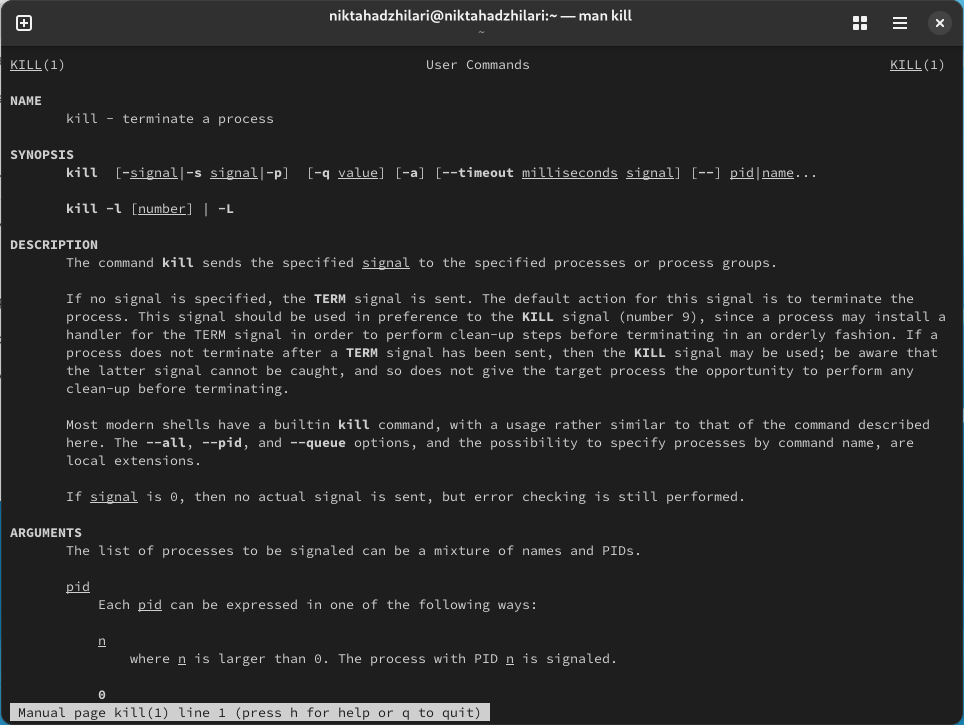 niktahadzhilari@niktahadzhilari:~ — man kill
~
KILL(1) User Commands KILL(1)
NAME
kill - terminate a process
SYNOPSIS
kill [-signal|-s signal|-p] [-q value] [-a] [--timeout milliseconds signal] [--] pid|name...
kill -l [number] | -L
DESCRIPTION
The command kill sends the specified signal to the specified processes or process groups.
If no signal is specified, the TERM signal is sent. The default action for this signal is to terminate the
process. This signal should be used in preference to the KILL signal (number 9), since a process may install a
handler for the TERM signal in order to perform clean-up steps before terminating in an orderly fashion. If a
process does not terminate after a TERM signal has been sent, then the KILL signal may be used; be aware that
the latter signal cannot be caught, and so does not give the target process the opportunity to perform any
clean-up before terminating.
Most modern shells have a builtin kill command, with a usage rather similar to that of the command described
here. The --all, --pid, and --queue options, and the possibility to specify processes by command name, are
local extensions.
If signal is 0, then no actual signal is sent, but error checking is still performed.
ARGUMENTS
The list of processes to be signaled can be a mixture of names and PIDs.
pid
Each pid can be expressed in one of the following ways:
n
where n is larger than 0. The process with PID n is signaled.
0
Manual page kill(1) line 1 (press h for help or q to quit)